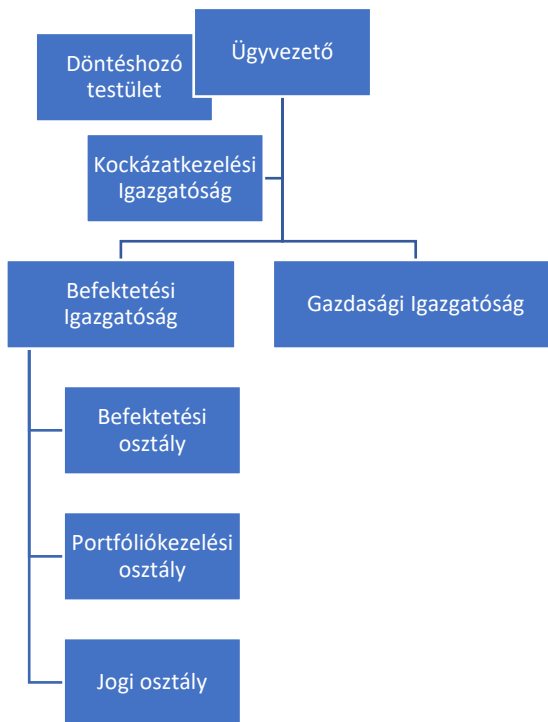 Ügyvezető
Döntéshozó
testület
Kockázatkezelési
Igazgatóság
Befektetési
Igazgatóság
Gazdasági Igazgatóság
Befektetési
osztály
Portfóliókezelési
osztály
Jogi osztály